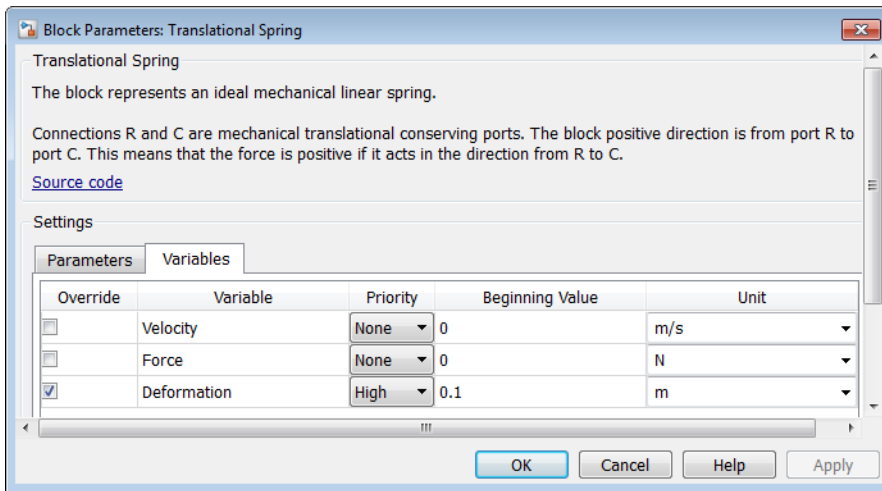 Block Parameters: Translational Spring
Translational Spring
The block represents an ideal mechanical linear spring.
Connections R and C are mechanical translational conserving ports. The block positive direction is from port R to
port C. This means that the force is positive if it acts in the direction from R to C.
Source code
Settings
Parameters Variables
Override Variable Priority Beginning Value Unit
Velocity None 0 m/s
Force None 0 N
Deformation High 0.1 m
OK Cancel Help Apply